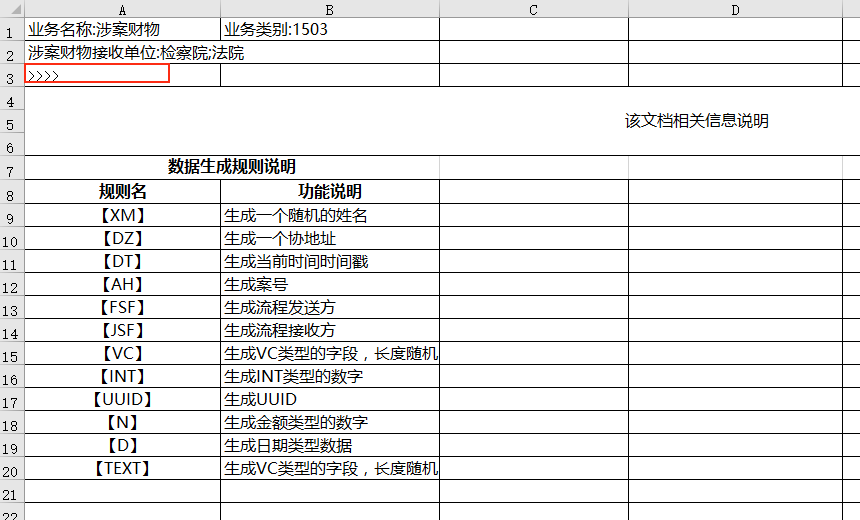 A B C D
1 业务名称:涉案财物 业务类别:1503
2 涉案财物接收单位:检察院;法院
3 >>>>
4
5 该文档相关信息说明
6
7 数据生成规则说明
8 规则名 功能说明
9 【XM】 生成一个随机的姓名
10 【DZ】 生成一个协地址
11 【DT】 生成当前时间时间戳
12 【AH】 生成案号
13 【FSF】 生成流程发送方
14 【JSF】 生成流程接收方
15 【VC】 生成VC类型的字段，长度随机
16 【INT】 生成INT类型的数字
17 【UUID】 生成UUID
18 【N】 生成金额类型的数字
19 【D】 生成日期类型数据
20 【TEXT】 生成VC类型的字段，长度随机
21
22